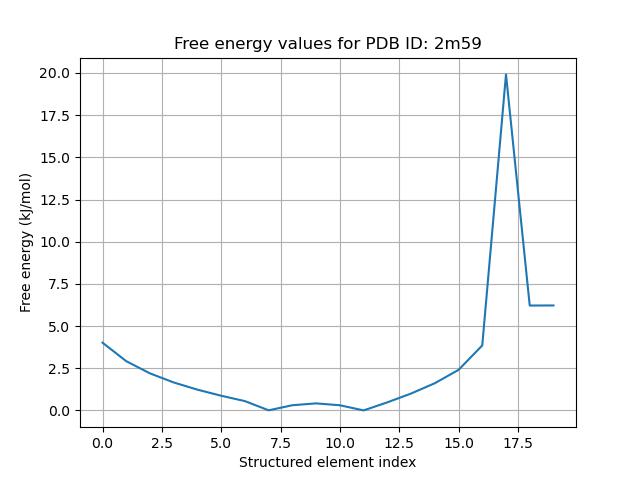 Free energy values for PDB ID: 2m59
20.0
17.5
15.0
12.5
10.0
7.5
5.0
2.5
0.0
Free energy (kJ/mol)
0.0 2.5 5.0 7.5 10.0 12.5 15.0 17.5
Structured element index